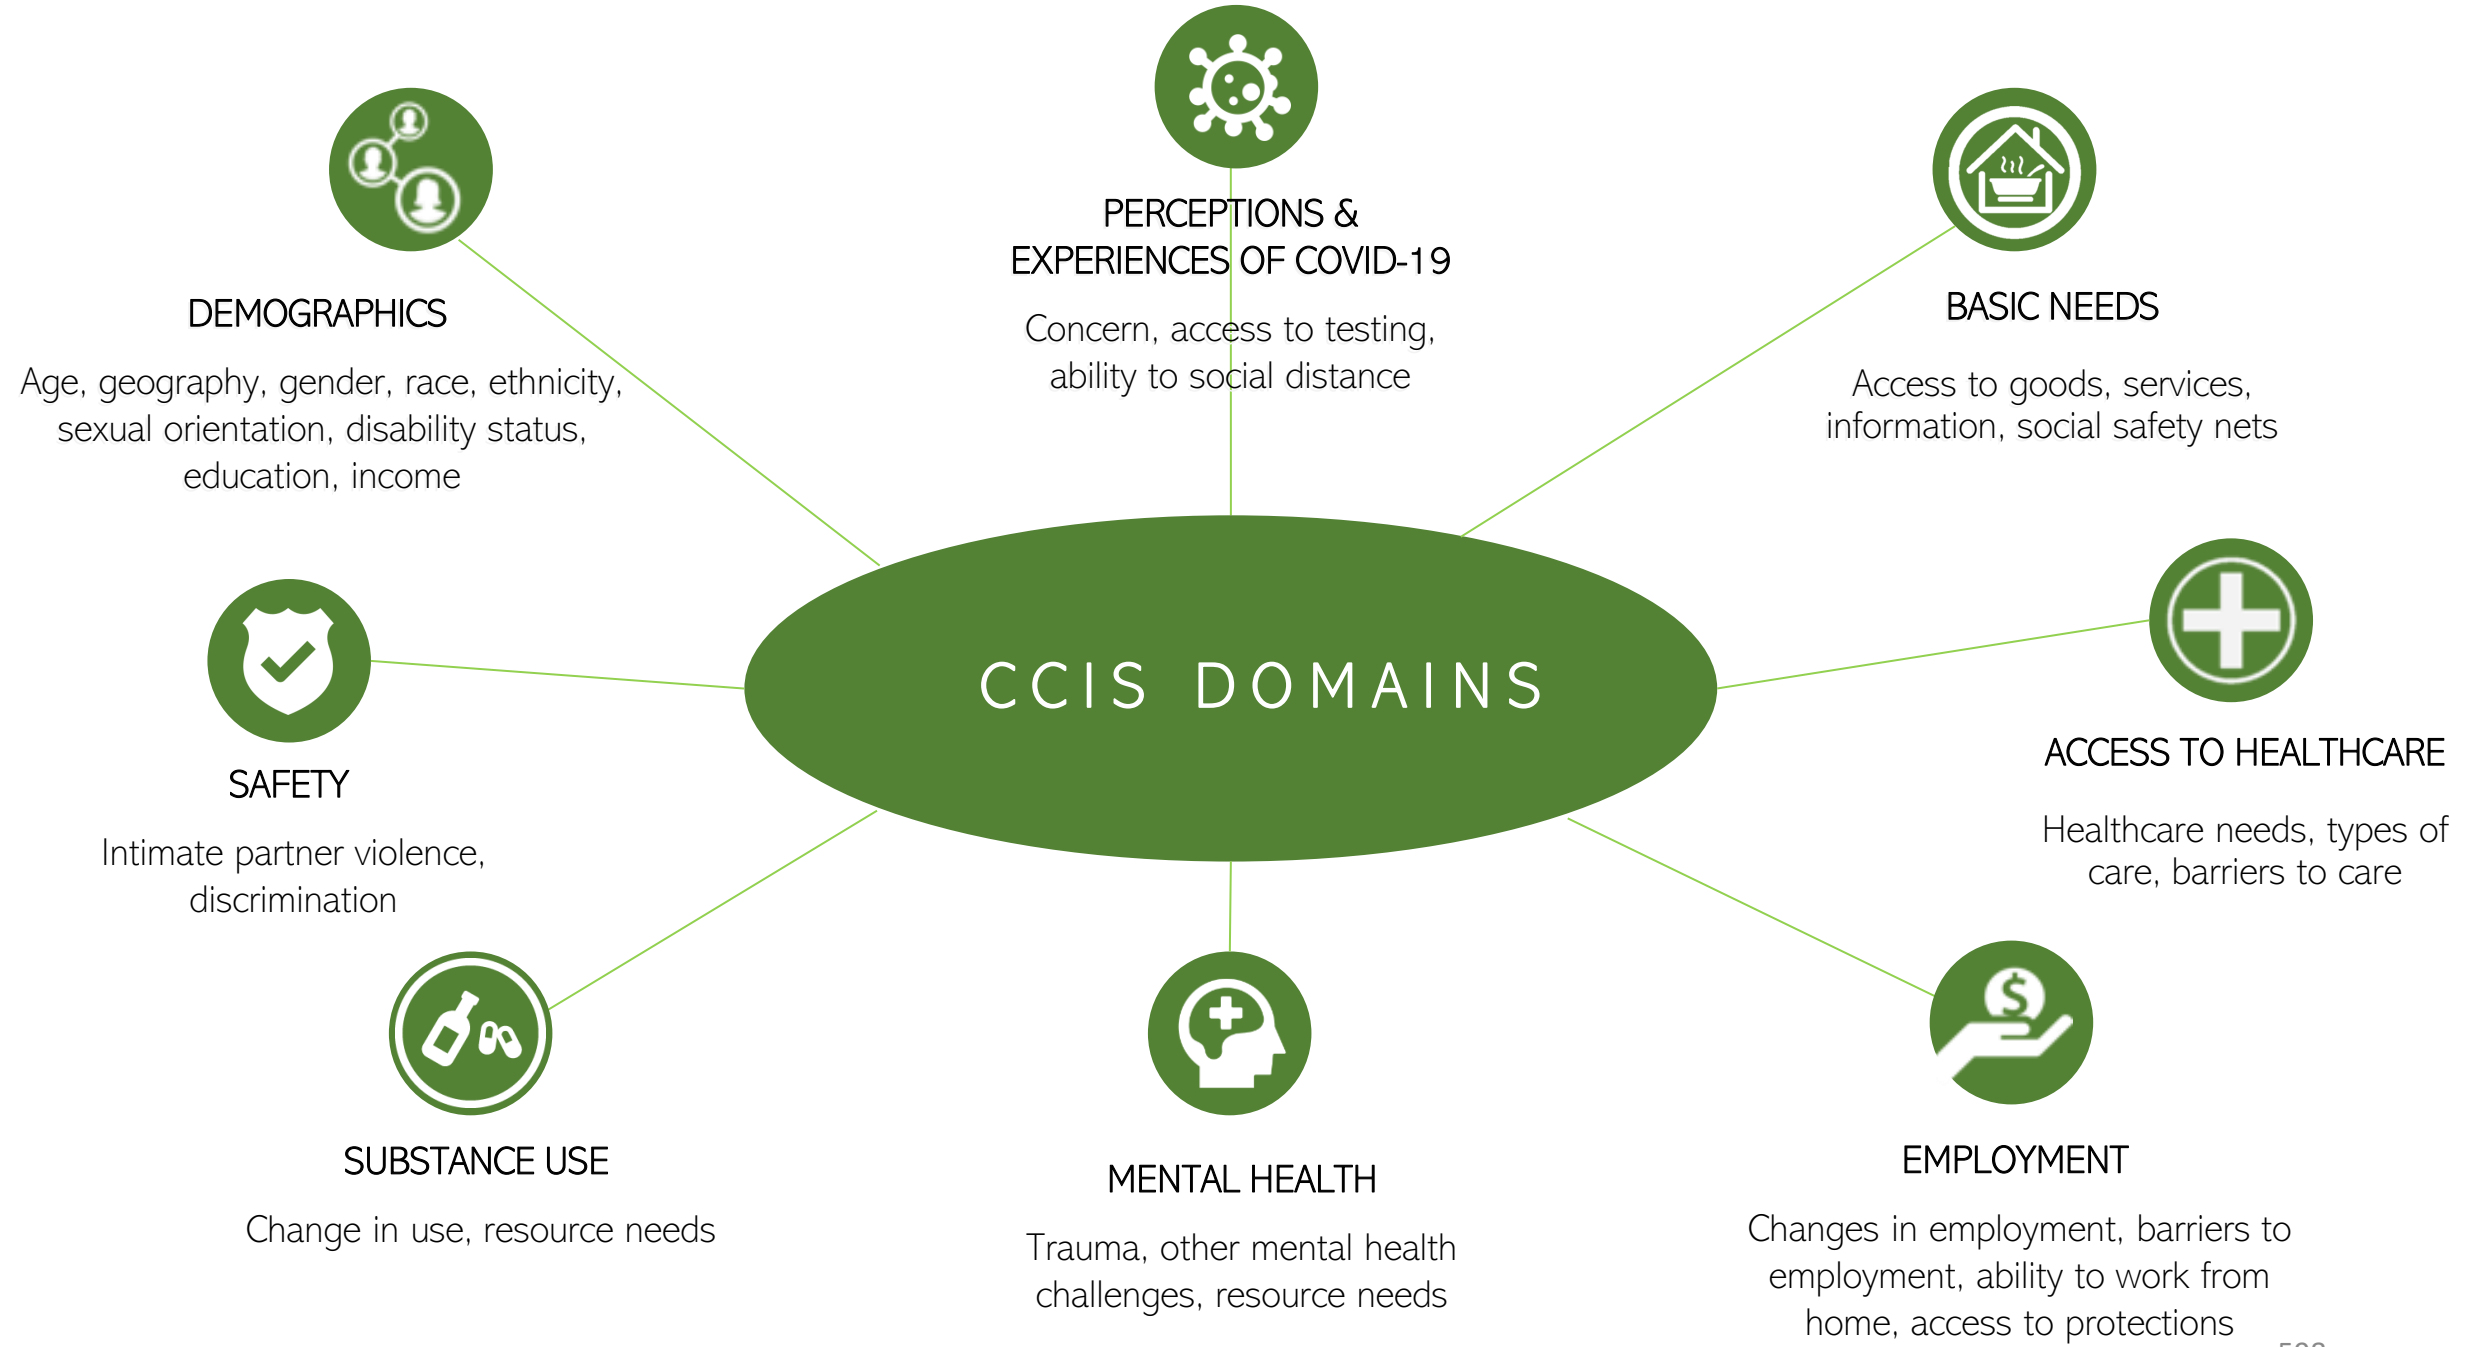 PERCEPTIONS &
EXPERIENCES OF COVID-19
Concern, access to testing,
ability to social distance
DEMOGRAPHICS
Age, geography, gender, race, ethnicity,
sexual orientation, disability status,
education, income
BASIC NEEDS
Access to goods, services,
information, social safety nets
CCIS DOMAINS
SAFETY
Intimate partner violence,
discrimination
ACCESS TO HEALTHCARE
Healthcare needs, types of
care, barriers to care
SUBSTANCE USE
Change in use, resource needs
MENTAL HEALTH
Trauma, other mental health
challenges, resource needs
$
EMPLOYMENT
Changes in employment, barriers to
employment, ability to work from
home, access to protections